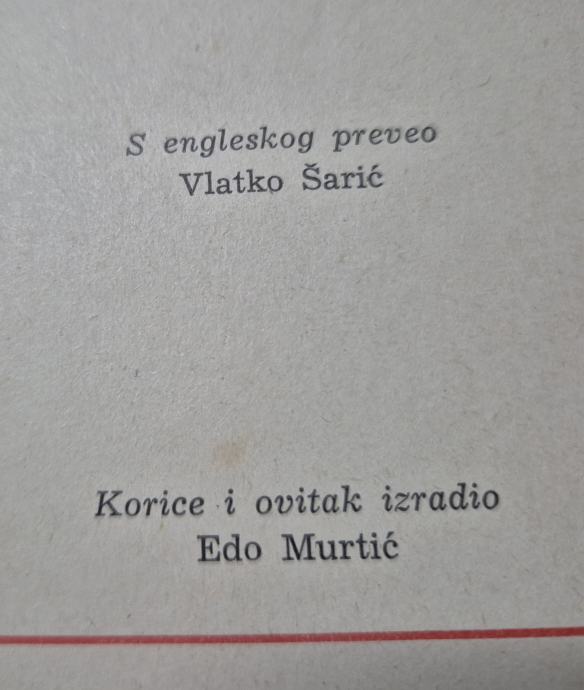 S engleskog preveo
Vlatko Šarić
Korice i ovitak izradio
Edo Murtić